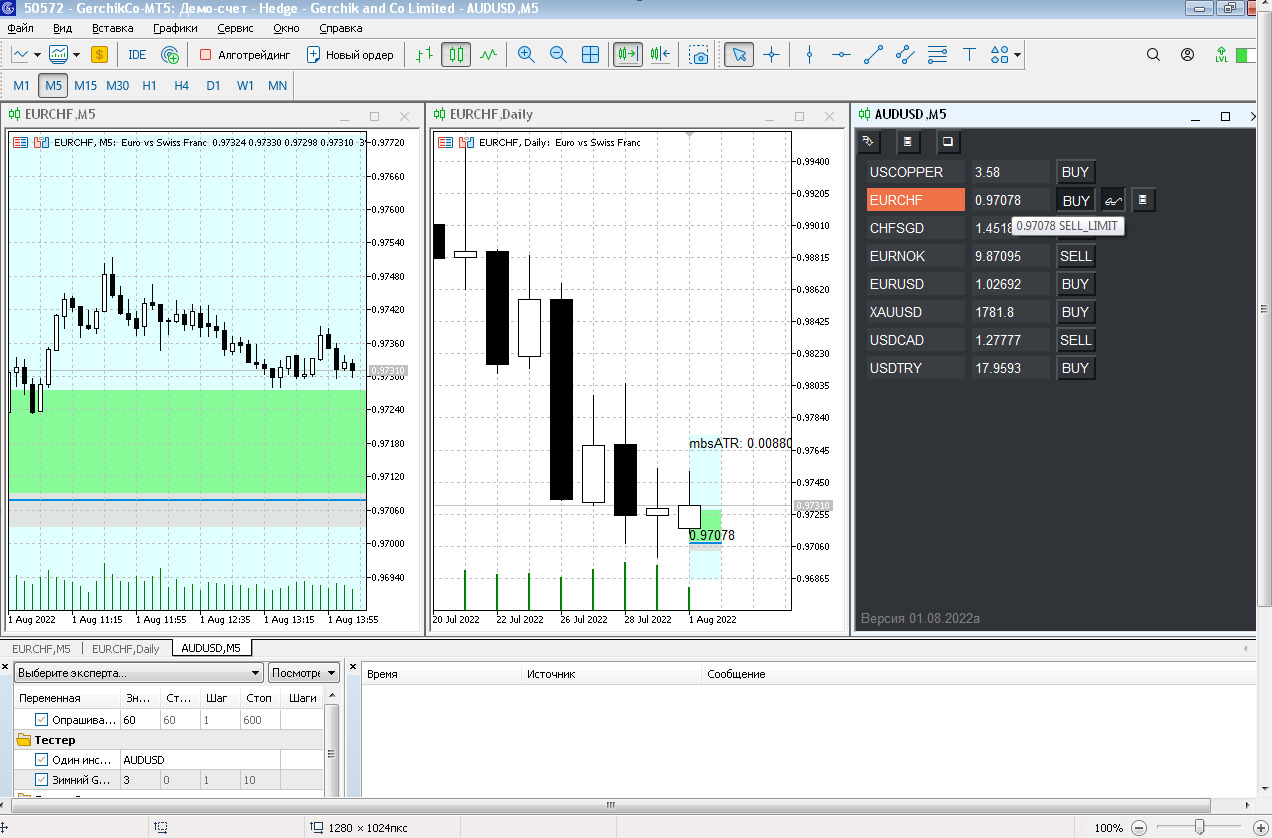 50572 - GerchikCo-MT5: Демо-счет - Hedge - Gerchik and Co Limited - AUDUSD,M5
Файл Вид Вставка Графики Сервис Окно Справка
IDE Алготрейдинг Новый ордер LVL
M1 M5 M15 M30 H1 H4 D1 W1 MN
EURCHF,M5
EURCHF, M5: Euro vs Swiss Franc 0.97324 0.97330 0.97298 0.97310
0.97720
0.97660
0.97600
0.97540
0.97480
0.97420
0.97360
0.97310
0.97300
0.97240
0.97180
0.97120
0.97060
0.97000
0.96940
1 Aug 2022 1 Aug 11:15 1 Aug 11:55 1 Aug 12:35 1 Aug 13:15 1 Aug 13:55
EURCHF,Daily
EURCHF, Daily: Euro vs Swiss Franc
0.99400
0.99205
0.99010
0.98815
0.98620
0.98425
0.98230
0.98035
0.97840
mbsATR: 0.00880
0.97645
0.97450
0.97310
0.97255
0.97078
0.97060
0.96865
20 Jul 2022 22 Jul 2022 26 Jul 2022 28 Jul 2022 1 Aug 2022
AUDUSD,M5
USCOPPER 3.58 BUY
EURCHF 0.97078 BUY
CHFSGD 1.4518
0.97078 SELL_LIMIT
EURNOK 9.87095 SELL
EURUSD 1.02692 BUY
XAUUSD 1781.8 BUY
USDCAD 1.27777 SELL
USDTRY 17.9593 BUY
Версия 01.08.2022a
EURCHF,M5 EURCHF,Daily AUDUSD,M5
Выберите эксперта... Посмотре
Переменная Зн... Ст... Шаг Стоп Шаги
Опрашива... 60 60 1 600
Тестер
Один инс... AUDUSD
Зимний G... 3 0 1 10
Время Источник Сообщение
1280 × 1024пкс 100%